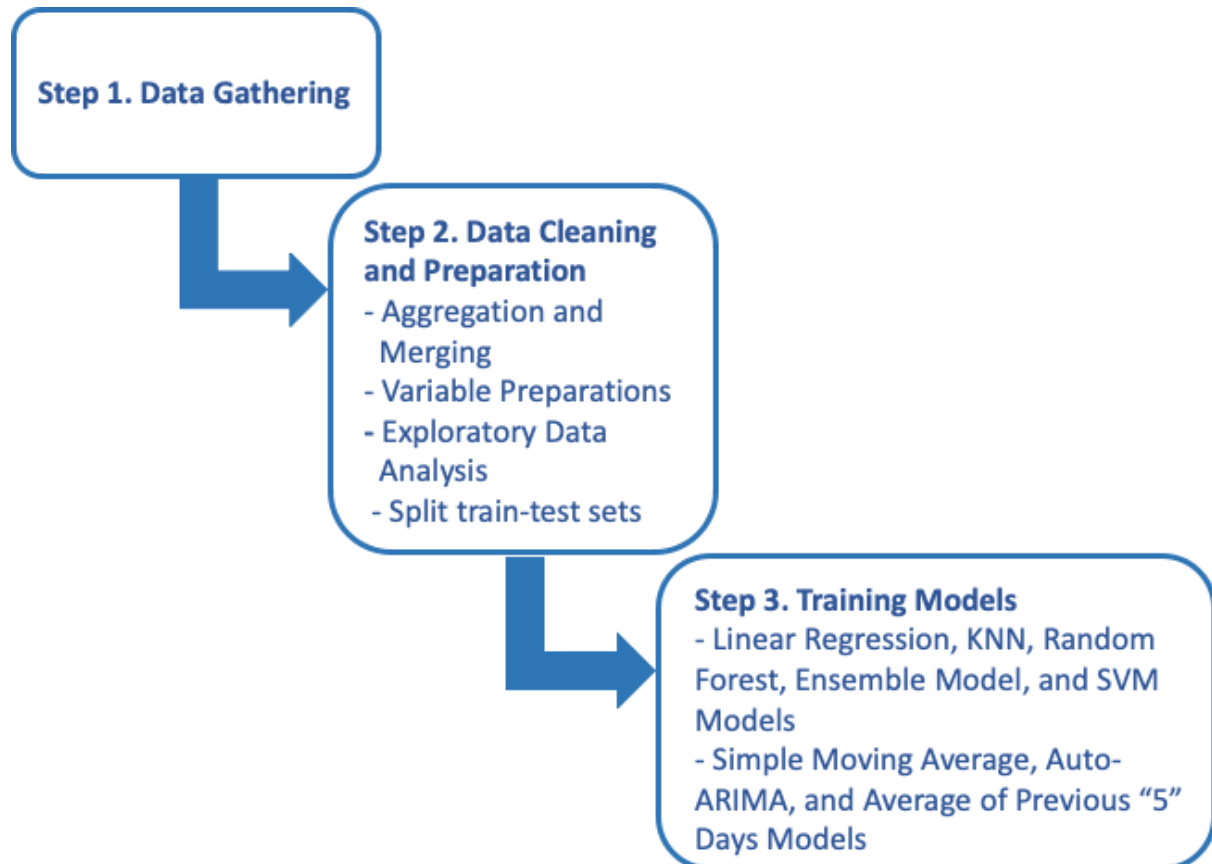 Step 1. Data Gathering
Step 2. Data Cleaning
and Preparation
- Aggregation and
Merging
- Variable Preparations
- Exploratory Data
Analysis
- Split train-test sets
Step 3. Training Models
- Linear Regression, KNN, Random
Forest, Ensemble Model, and SVM
Models
- Simple Moving Average, Auto-
ARIMA, and Average of Previous “5”
Days Models